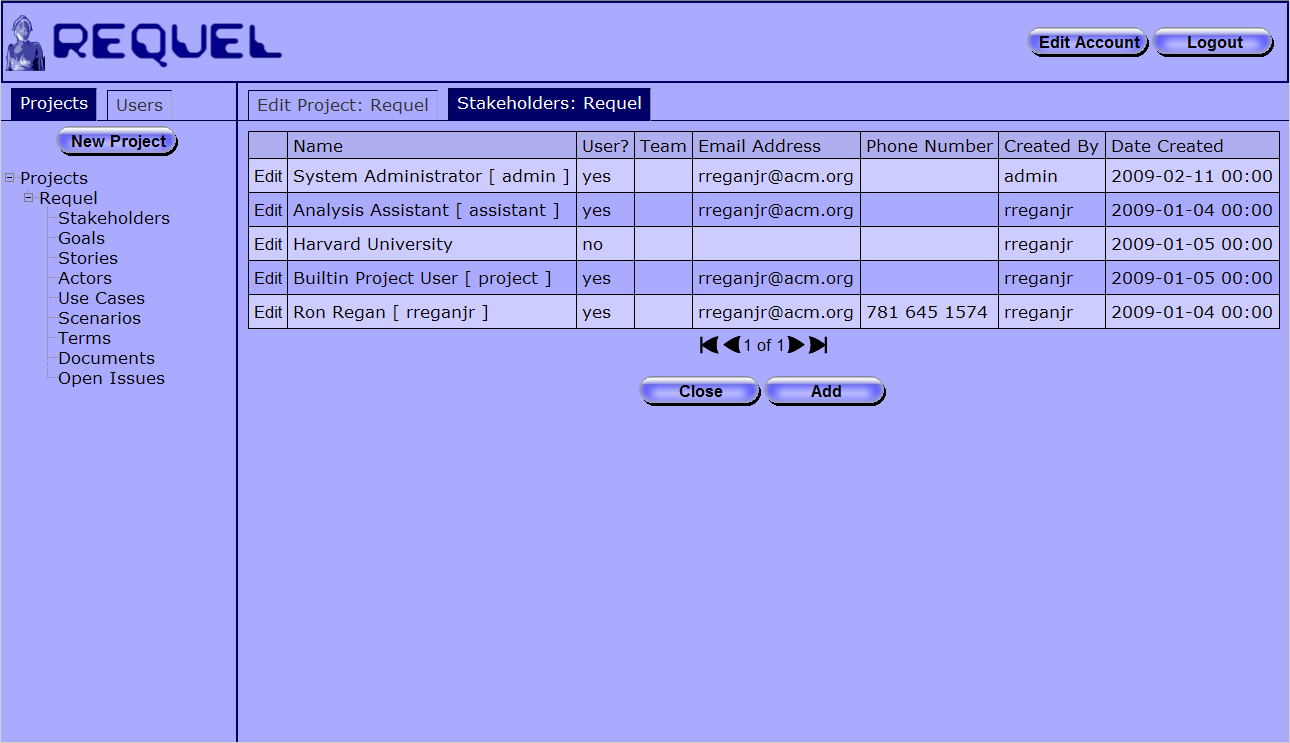 REQUEL
Edit Account Logout
Projects Users
New Project
Projects
Requel
Stakeholders
Goals
Stories
Actors
Use Cases
Scenarios
Terms
Documents
Open Issues
Edit Project: Requel Stakeholders: Requel
Name User? Team Email Address Phone Number Created By Date Created
Edit System Administrator [ admin ] yes rreganjr@acm.org admin 2009-02-11 00:00
Edit Analysis Assistant [ assistant ] yes rreganjr@acm.org rreganjr 2009-01-04 00:00
Edit Harvard University no rreganjr 2009-01-05 00:00
Edit Builtin Project User [ project ] yes rreganjr@acm.org rreganjr 2009-01-05 00:00
Edit Ron Regan [ rreganjr ] yes rreganjr@acm.org 781 645 1574 rreganjr 2009-01-04 00:00
1 of 1
Close Add